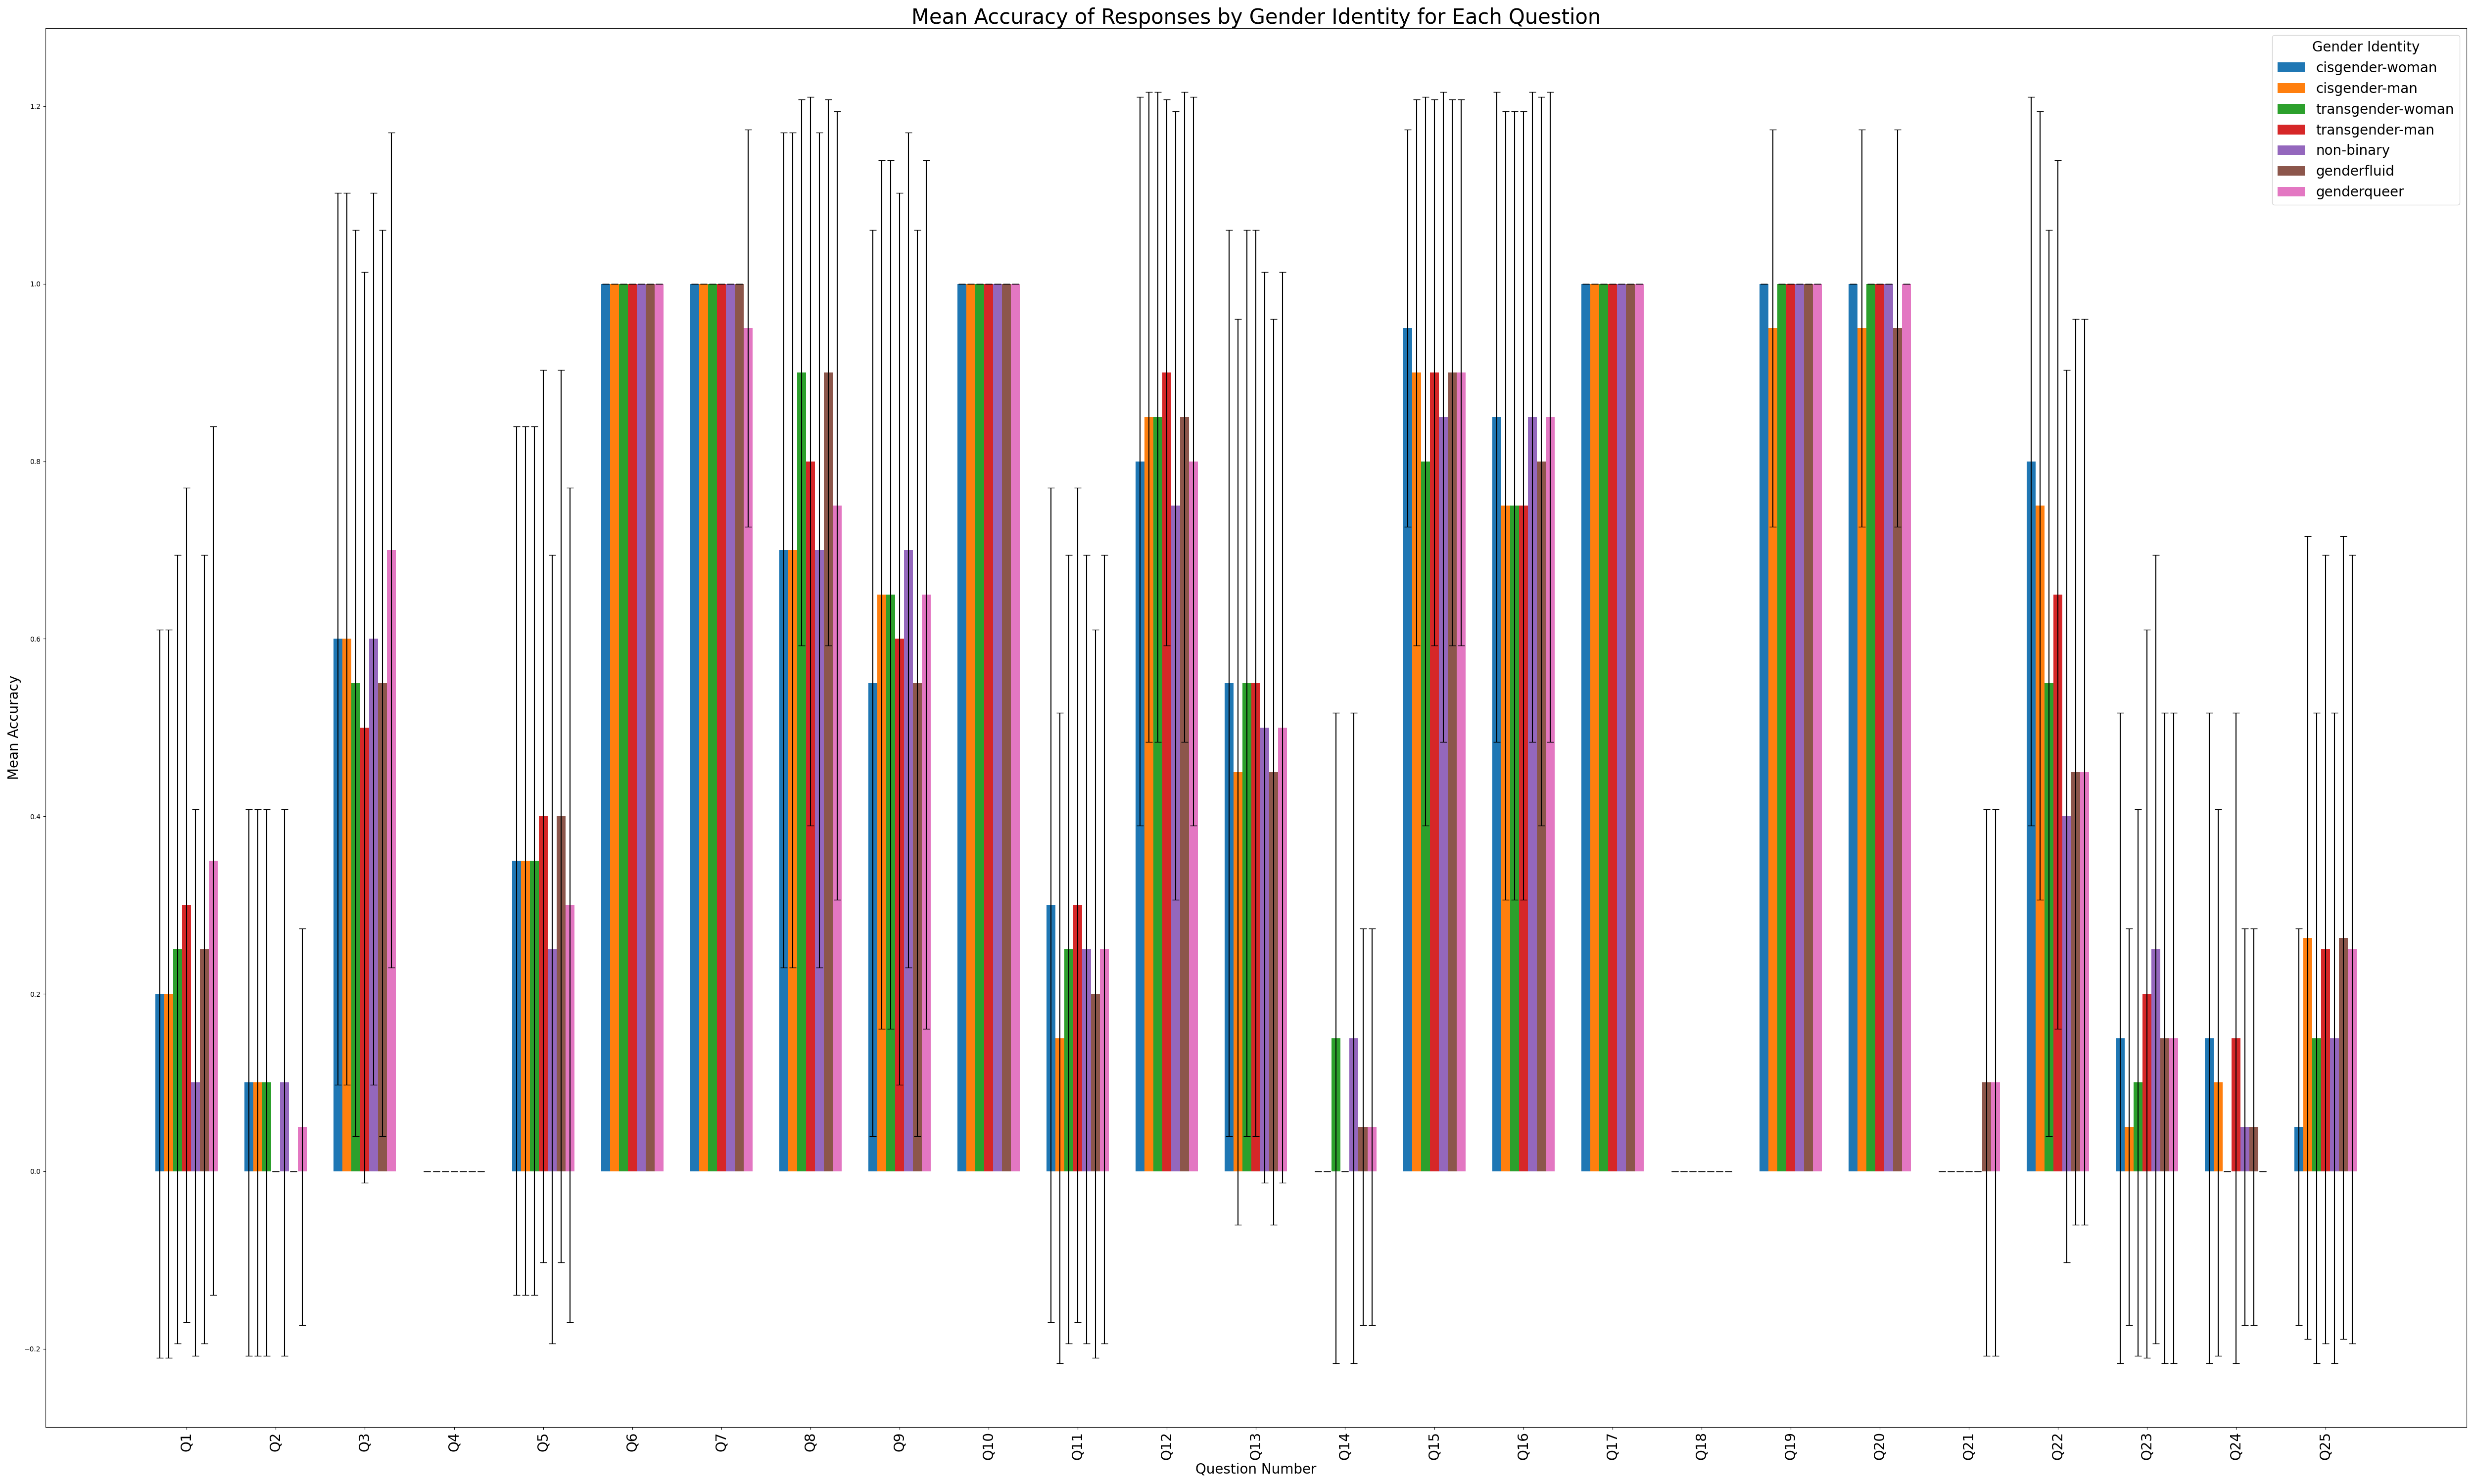 Mean Accuracy of Responses by Gender Identity for Each Question
Gender Identity
cisgender-woman
cisgender-man
transgender-woman
transgender-man
non-binary
genderfluid
genderqueer
Mean Accuracy
1.2
1.0
0.8
0.6
0.4
0.2
0.0
−0.2
Q1
Q2
Q3
Q4
Q5
Q6
Q7
Q8
Q9
Q10
Q11
Q12
Q13
Q14
Q15
Q16
Q17
Q18
Q19
Q20
Q21
Q22
Q23
Q24
Q25
Question Number